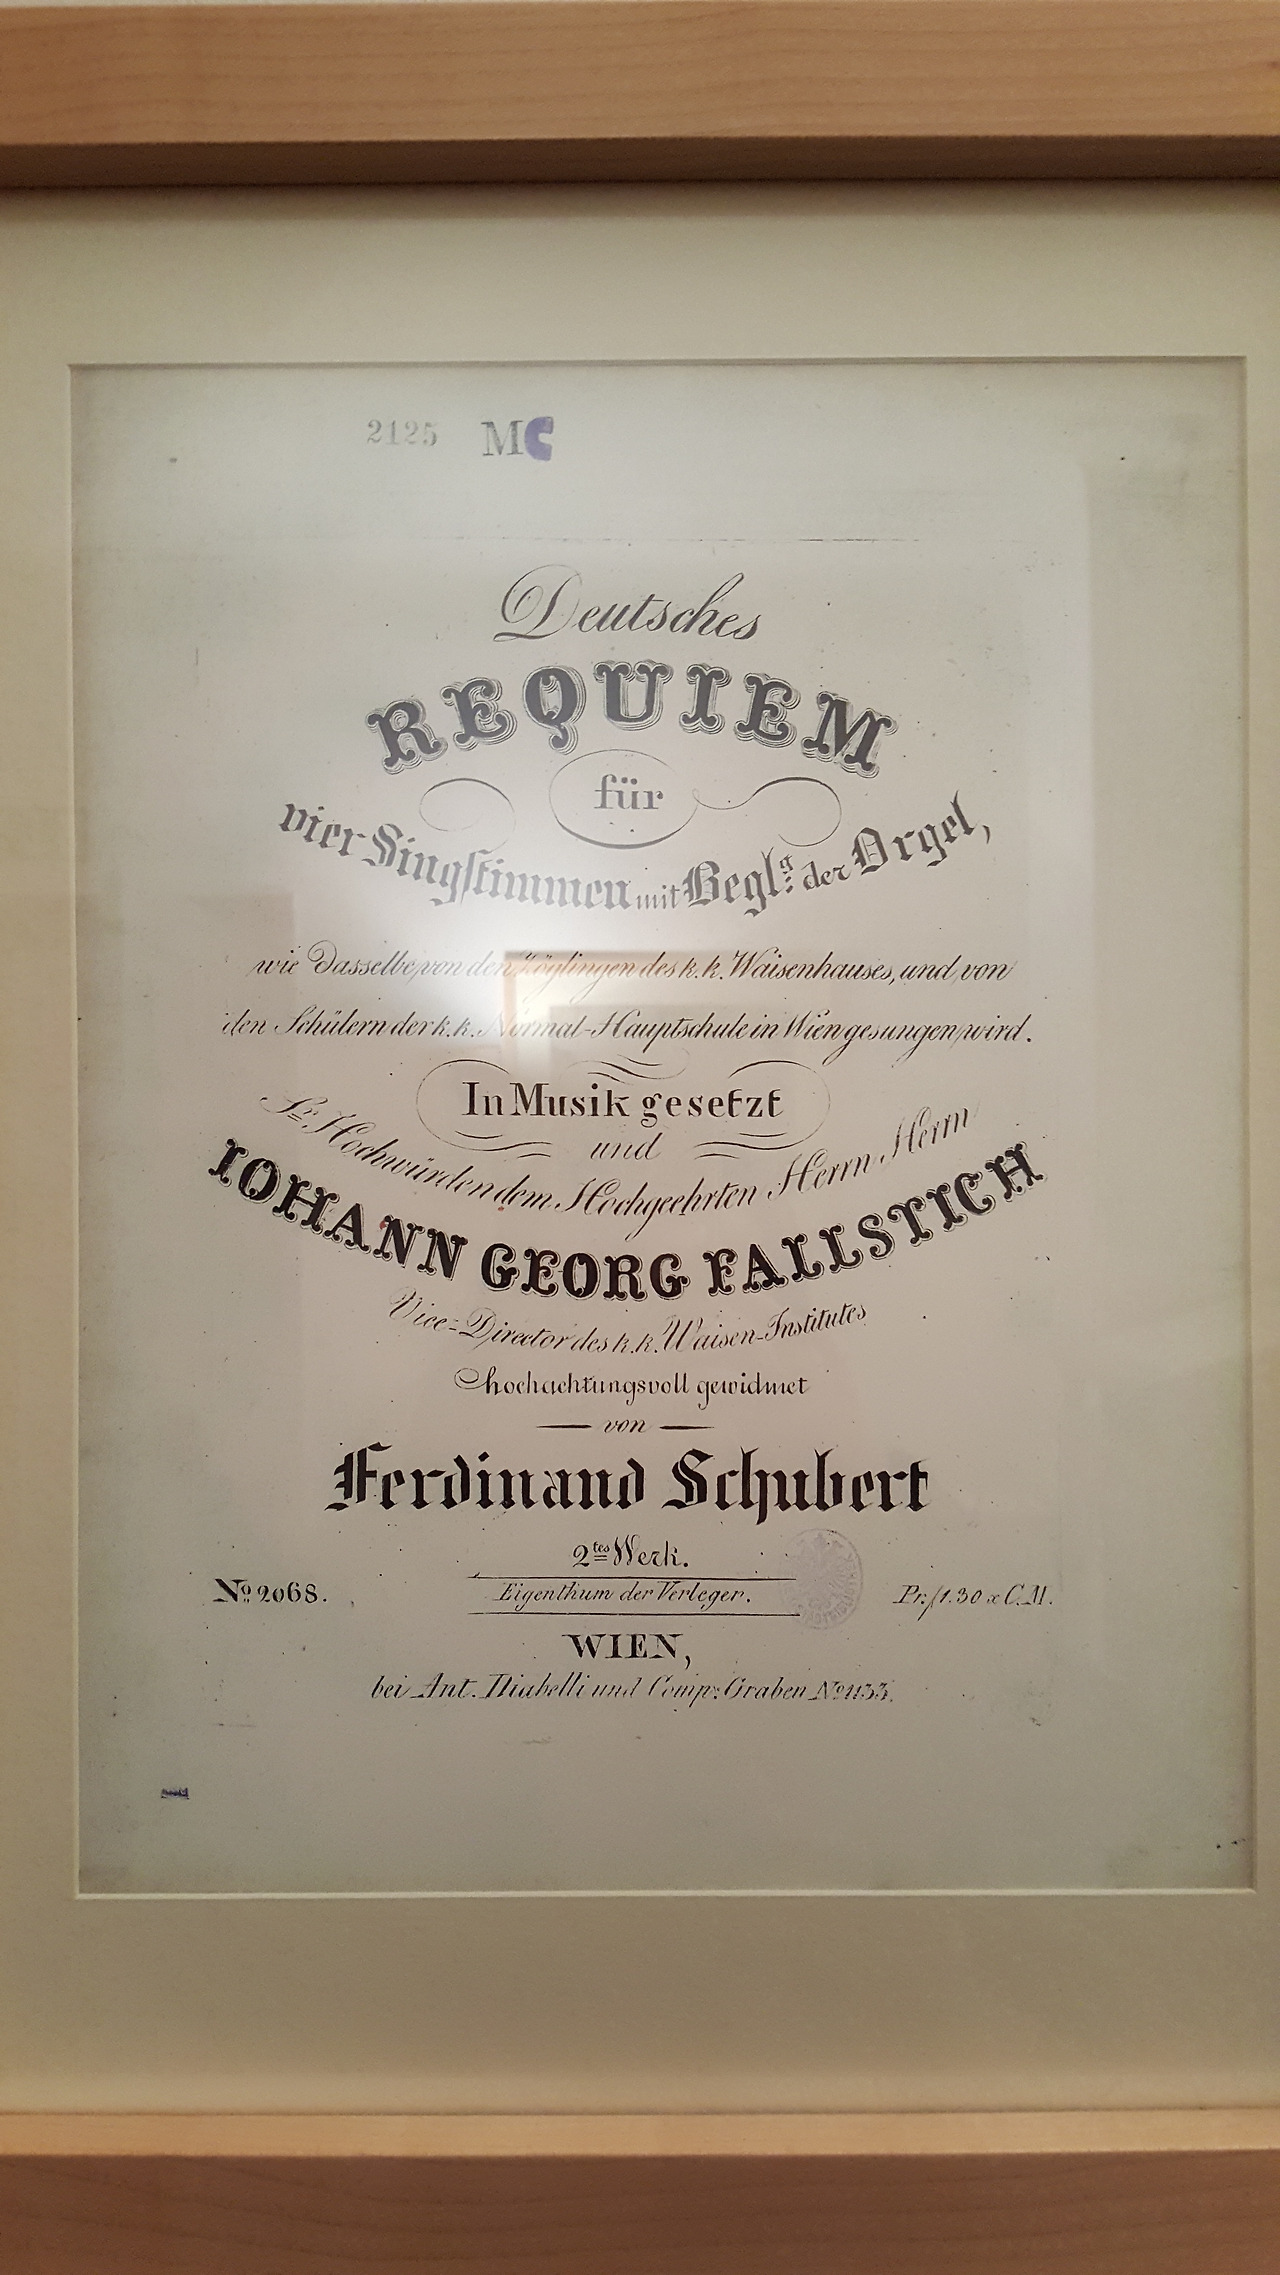 2125 MC
Deutsches
REQUIEM
für
vier Singstimmen mit Begl:g der Orgel,
wie dasselbe von den Zöglingen des k. k. Waisenhauses, und von
den Schülern der k. k. Normal-Hauptschule in Wien gesungen wird.
In Musik gesetzt
und
Sr. Hochwürden dem Hochgeehrten Herrn Herrn
IOHANN GEORG FALLSTICH
Vice-Director des k. k. Waisen-Institutes
hochachtungsvoll gewidmet
von
Ferdinand Schubert
2tes Werk.
No 2068. Eigenthum der Verleger. Pr: f 1. 30 x C.M.
WIEN,
bei Ant. Diabelli und Comp: Graben No 1133.